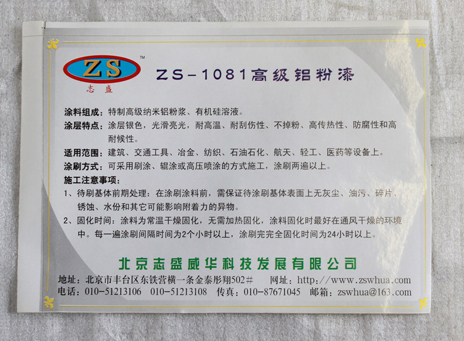 ZS™
志盛
ZS-1081高级铝粉漆
涂料组成：特制高级纳米铝粉浆、有机硅溶液。
涂层特点：涂层银色，光滑亮光，耐高温、耐刮伤性、不掉粉、高传热性、防腐性和高
耐候性。
适用范围：建筑、交通工具、冶金、纺织、石油石化、航天、轻工、医药等设备上。
涂刷方式：可采用刷涂、辊涂或高压喷涂的方式施工，涂刷两遍以上。
施工注意事项：
1、待刷基体前期处理：在涂刷涂料前，需保证待涂刷基体表面上无灰尘、油污、碎片、
锈蚀、水份和其它可能影响附着力的异物。
2、固化时间：涂料为常温干燥固化，无需加热固化，涂料固化时最好在通风干燥的环境
中，每一遍涂刷间隔时间为2个小时以上，涂刷完完全固化时间为24小时以上。
北京志盛威华科技发展有限公司
地址：北京市丰台区东铁营横一条金泰彤翔502# 网址：http://www.zswhua.com
电话：010-51213106 010-51213108 传真：010-87671045 邮箱：zswhua@163.com